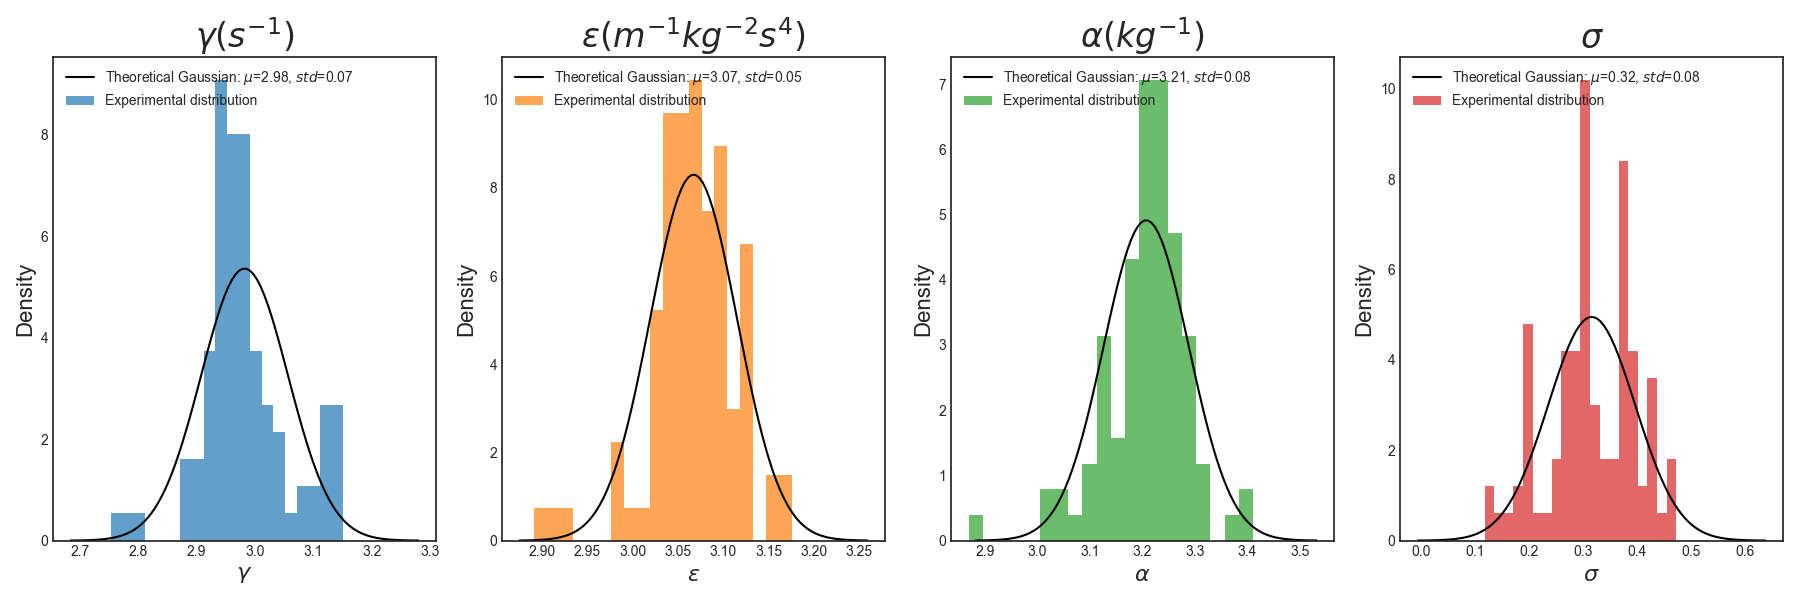 γ(s⁻¹)
Theoretical Gaussian: μ=2.98, std=0.07
Experimental distribution
Density
8
6
4
2
0
2.7 2.8 2.9 3.0 3.1 3.2 3.3
γ
ε(m⁻¹kg⁻²s⁴)
Theoretical Gaussian: μ=3.07, std=0.05
Experimental distribution
Density
10
8
6
4
2
0
2.90 2.95 3.00 3.05 3.10 3.15 3.20 3.25
ε
α(kg⁻¹)
Theoretical Gaussian: μ=3.21, std=0.08
Experimental distribution
Density
7
6
5
4
3
2
1
0
2.9 3.0 3.1 3.2 3.3 3.4 3.5
α
σ
Theoretical Gaussian: μ=0.32, std=0.08
Experimental distribution
Density
10
8
6
4
2
0
0.0 0.1 0.2 0.3 0.4 0.5 0.6
σ